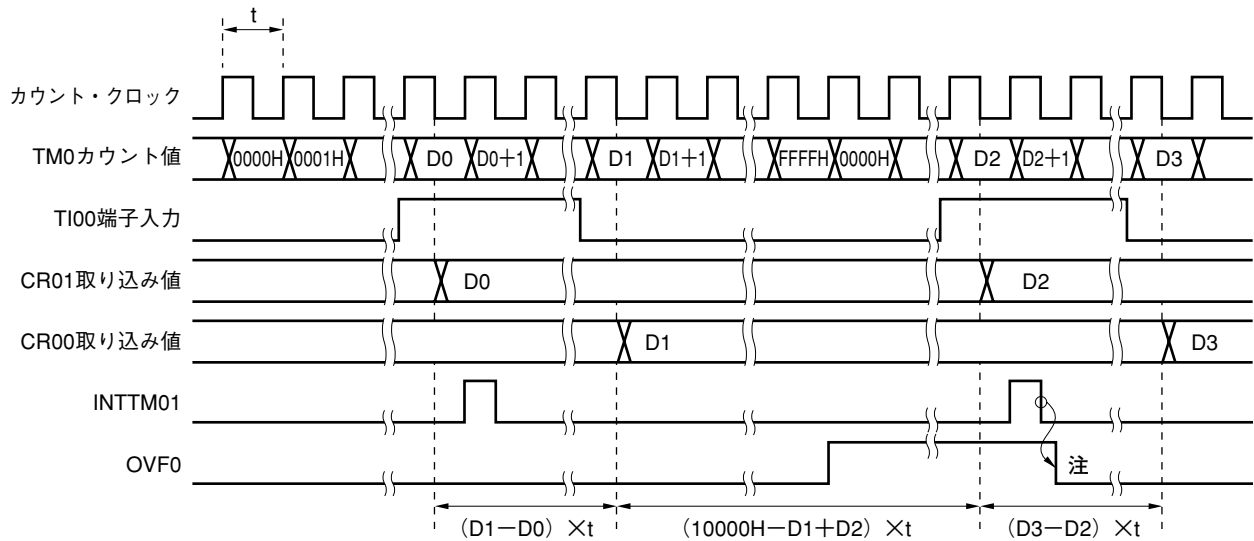 t
カウント・クロック
TM0カウント値
0000H 0001H D0 D0+1 D1 D1+1 FFFFH 0000H D2 D2+1 D3
TI00端子入力
CR01取り込み値 D0 D2
CR00取り込み値 D1 D3
INTTM01
OVF0 注
(D1－D0) ×t (10000H－D1+D2) ×t (D3－D2) ×t